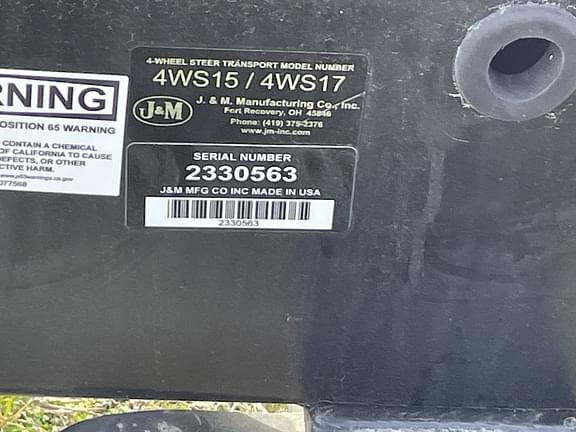 RNING
OSITION 65 WARNING
CONTAIN A CHEMICAL
OF CALIFORNIA TO CAUSE
DEFECTS, OR OTHER
CTIVE HARM.
www.p65warnings.ca.gov
4-WHEEL STEER TRANSPORT MODEL NUMBER
4WS15 / 4WS17
J&M
J. & M. Manufacturing Co., Inc.
Fort Recovery, OH 45846
Phone: (419) 375-2376
www.jm-inc.com
SERIAL NUMBER
2330563
J&M MFG CO INC MADE IN USA
2330563